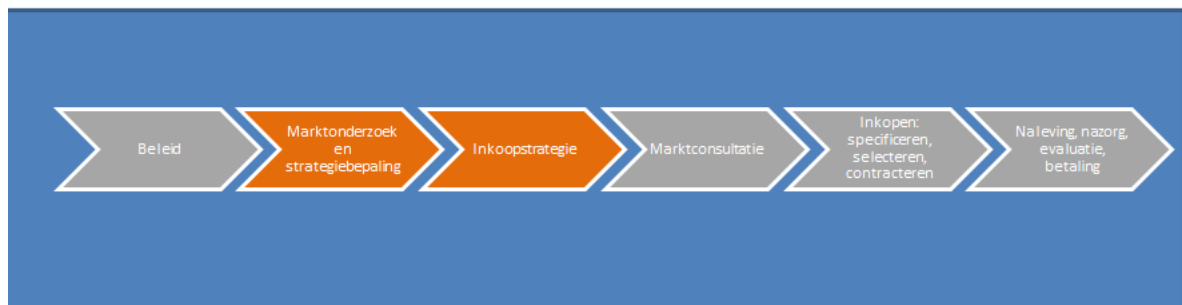 Beleid
Marktonderzoek
en
strategiebepaling
Inkoopstrategie
Marktconsultatie
Inkopen:
specificeren,
selecteren,
contracteren
Naleving, nazorg,
evaluatie,
betaling